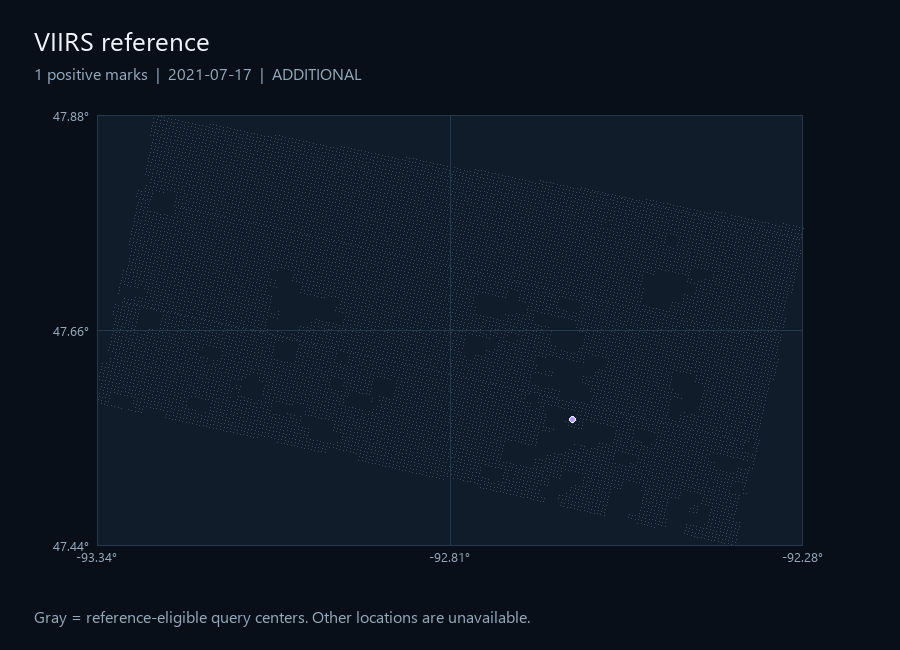 VIIRS reference
1 positive marks | 2021-07-17 | ADDITIONAL
47.88°
47.66°
47.44°
-93.34°
-92.81°
-92.28°
Gray = reference-eligible query centers. Other locations are unavailable.